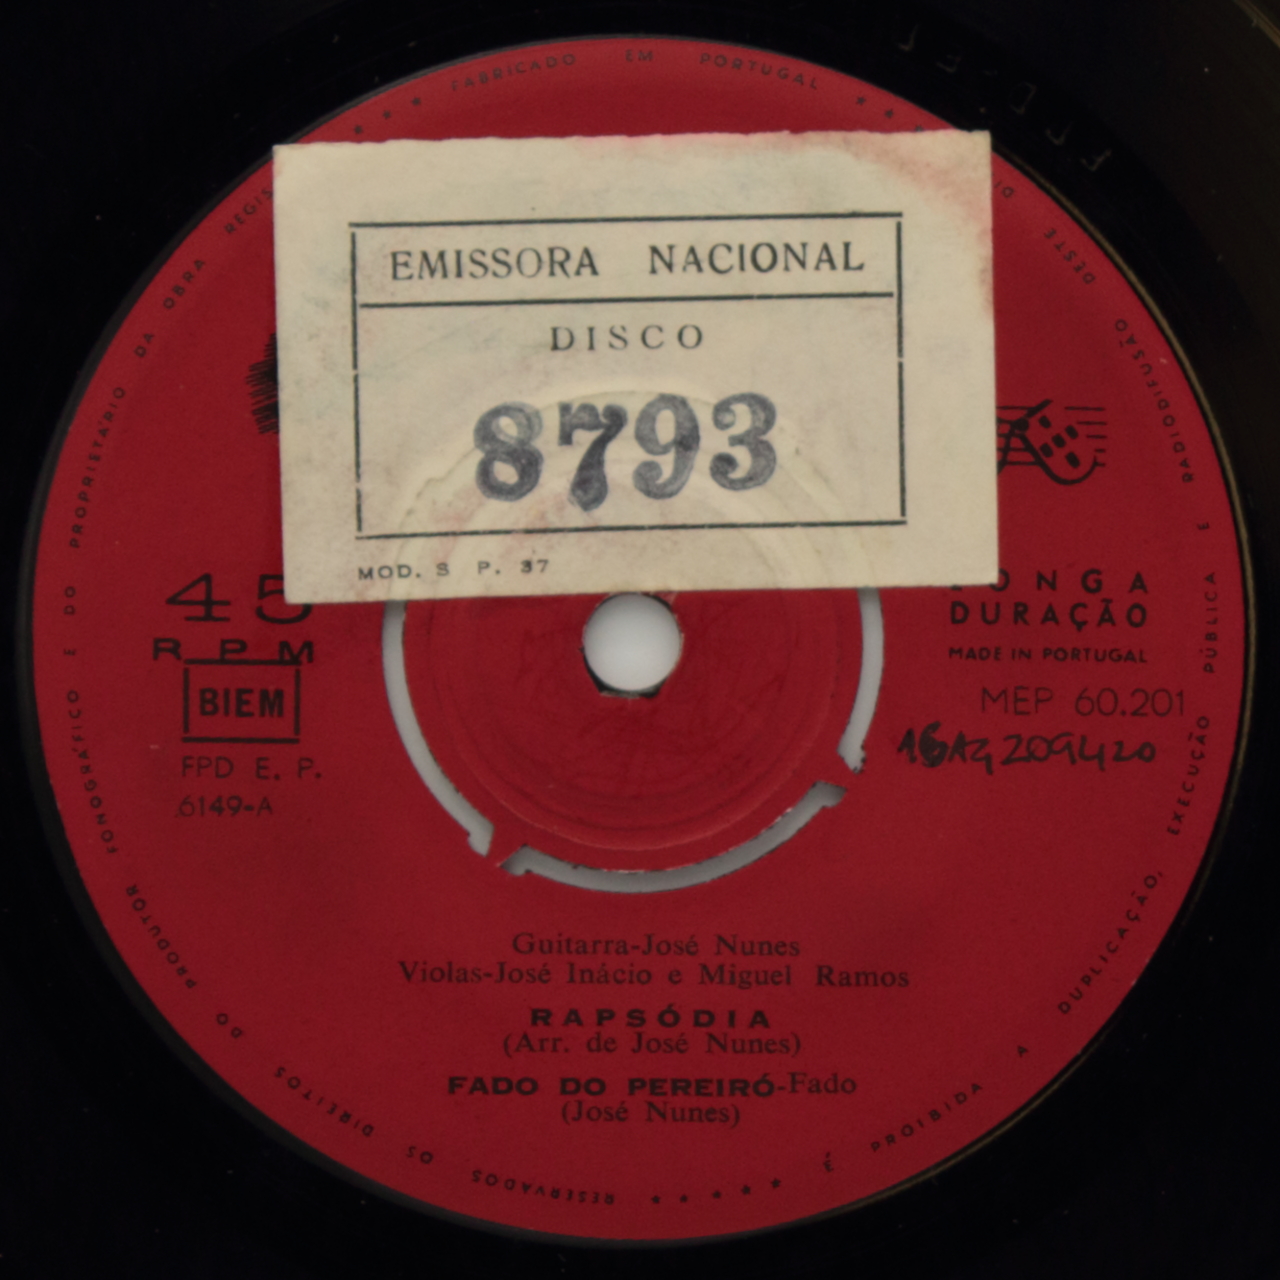 FABRICADO EM PORTUGAL
EMISSORA NACIONAL
DISCO
8793
MOD. S P. 37
45
RPM
BIEM
FPD E. P.
6149-A
LONGA
DURAÇÃO
MADE IN PORTUGAL
MEP 60.201
Guitarra-José Nunes
Violas-José Inácio e Miguel Ramos
RAPSÓDIA
(Arr. de José Nunes)
FADO DO PEREIRÓ-Fado
(José Nunes)
RESERVADOS OS DIREITOS DO PRODUTOR FONOGRÁFICO E DO PROPRIETÁRIO DA OBRA REGIS
É PROIBIDA A DUPLICAÇÃO, EXECUÇÃO PÚBLICA E RADIODIFUSÃO DESTE DI